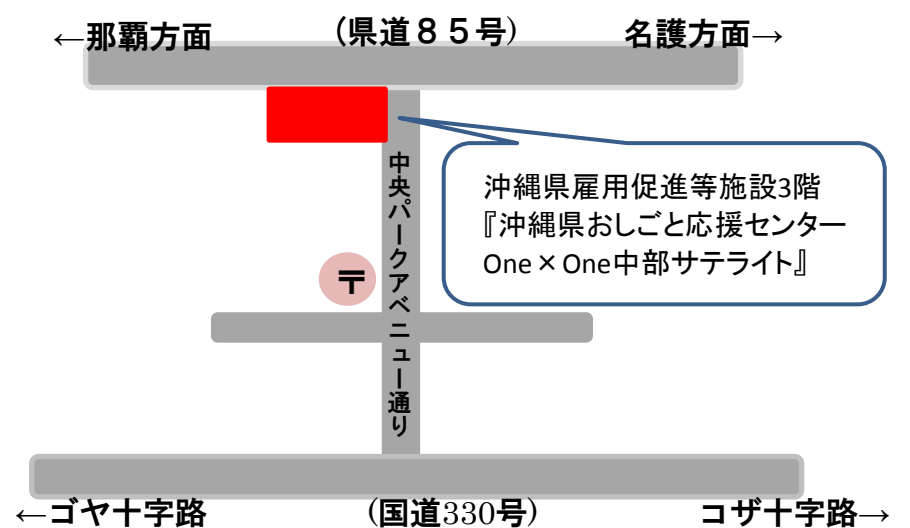 ←那覇方面
(県道８５号)
名護方面→
沖縄県雇用促進等施設3階
『沖縄県おしごと応援センター
One×One中部サテライト』
中央パークアベニュー通り
〒
←ゴヤ十字路
(国道330号)
コザ十字路→